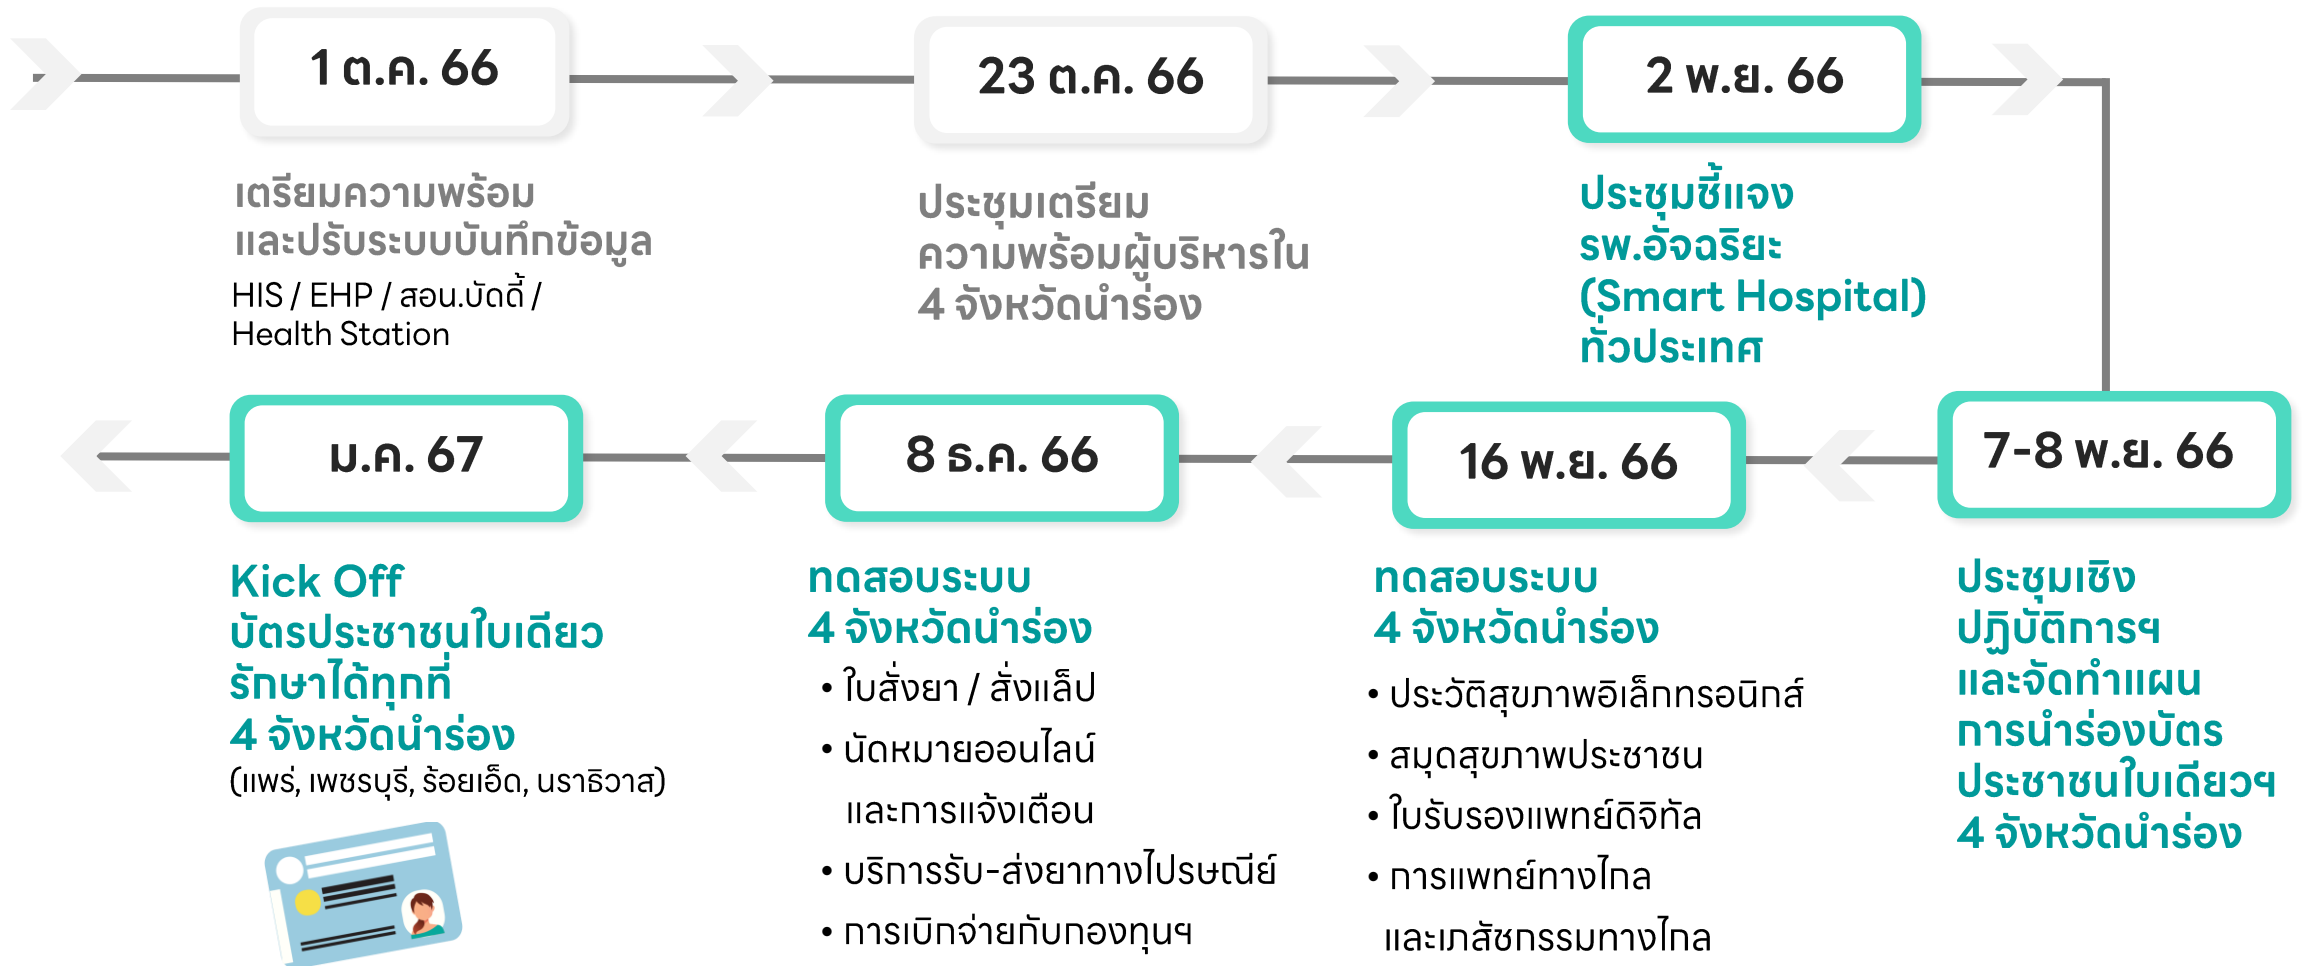 1 ต.ค. 66
เตรียมความพร้อม
และปรับระบบบันทึกข้อมูล
HIS / EHP / สอน.บัดดี้ /
Health Station
23 ต.ค. 66
ประชุมเตรียม
ความพร้อมผู้บริหารใน
4 จังหวัดนำร่อง
2 พ.ย. 66
ประชุมชี้แจง
รพ.อัจฉริยะ
(Smart Hospital)
ทั่วประเทศ
7-8 พ.ย. 66
ประชุมเชิง
ปฏิบัติการฯ
และจัดทำแผน
การนำร่องบัตร
ประชาชนใบเดียวฯ
4 จังหวัดนำร่อง
16 พ.ย. 66
ทดสอบระบบ
4 จังหวัดนำร่อง
• ประวัติสุขภาพอิเล็กทรอนิกส์
• สมุดสุขภาพประชาชน
• ใบรับรองแพทย์ดิจิทัล
• การแพทย์ทางไกล
และเภสัชกรรมทางไกล
8 ธ.ค. 66
ทดสอบระบบ
4 จังหวัดนำร่อง
• ใบสั่งยา / สั่งแล็ป
• นัดหมายออนไลน์
และการแจ้งเตือน
• บริการรับ-ส่งยาทางไปรษณีย์
• การเบิกจ่ายกับกองทุนฯ
ม.ค. 67
Kick Off
บัตรประชาชนใบเดียว
รักษาได้ทุกที่
4 จังหวัดนำร่อง
(แพร่, เพชรบุรี, ร้อยเอ็ด, นราธิวาส)